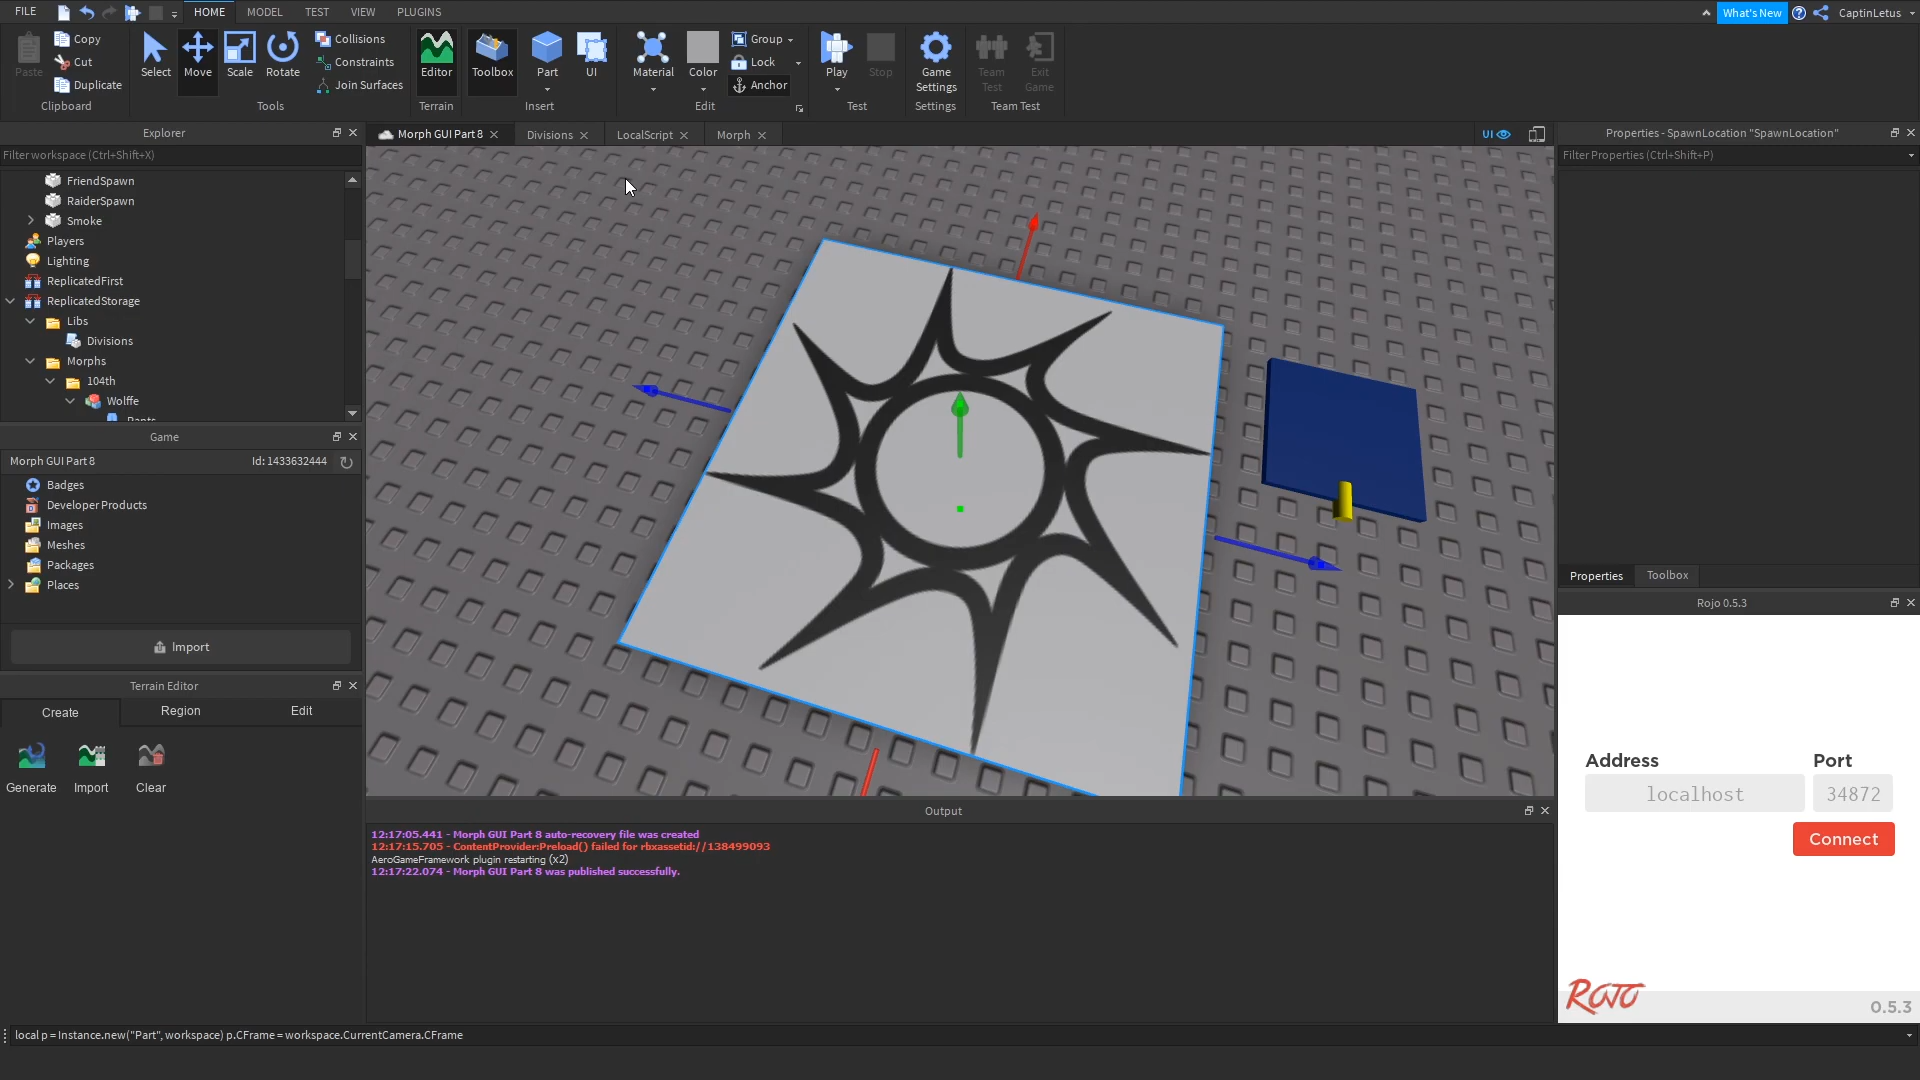 FILE HOME MODEL TEST VIEW PLUGINS What's New CaptinLetus
Paste Copy Cut Duplicate Clipboard
Select Move Scale Rotate Collisions Constraints Join Surfaces Tools
Editor Terrain
Toolbox Part UI Insert
Material Color Group Lock Anchor Edit
Play Stop Test
Game Settings Settings
Team Test Exit Game Team Test
Explorer
Filter workspace (Ctrl+Shift+X)
FriendSpawn
RaiderSpawn
Smoke
Players
Lighting
ReplicatedFirst
ReplicatedStorage
Libs
Divisions
Morphs
104th
Wolffe
Pants
Game
Morph GUI Part 8 Id: 1433632444
Badges
Developer Products
Images
Meshes
Packages
Places
Import
Terrain Editor
Create Region Edit
Generate Import Clear
Morph GUI Part 8 Divisions LocalScript Morph UI
Output
12:17:05.441 - Morph GUI Part 8 auto-recovery file was created
12:17:15.705 - ContentProvider:Preload() failed for rbxassetid://138499093
AeroGameFramework plugin restarting (x2)
12:17:22.074 - Morph GUI Part 8 was published successfully.
Properties - SpawnLocation "SpawnLocation"
Filter Properties (Ctrl+Shift+P)
Properties Toolbox
Rojo 0.5.3
Address Port
localhost 34872
Connect
ROJO 0.5.3
local p = Instance.new("Part", workspace) p.CFrame = workspace.CurrentCamera.CFrame